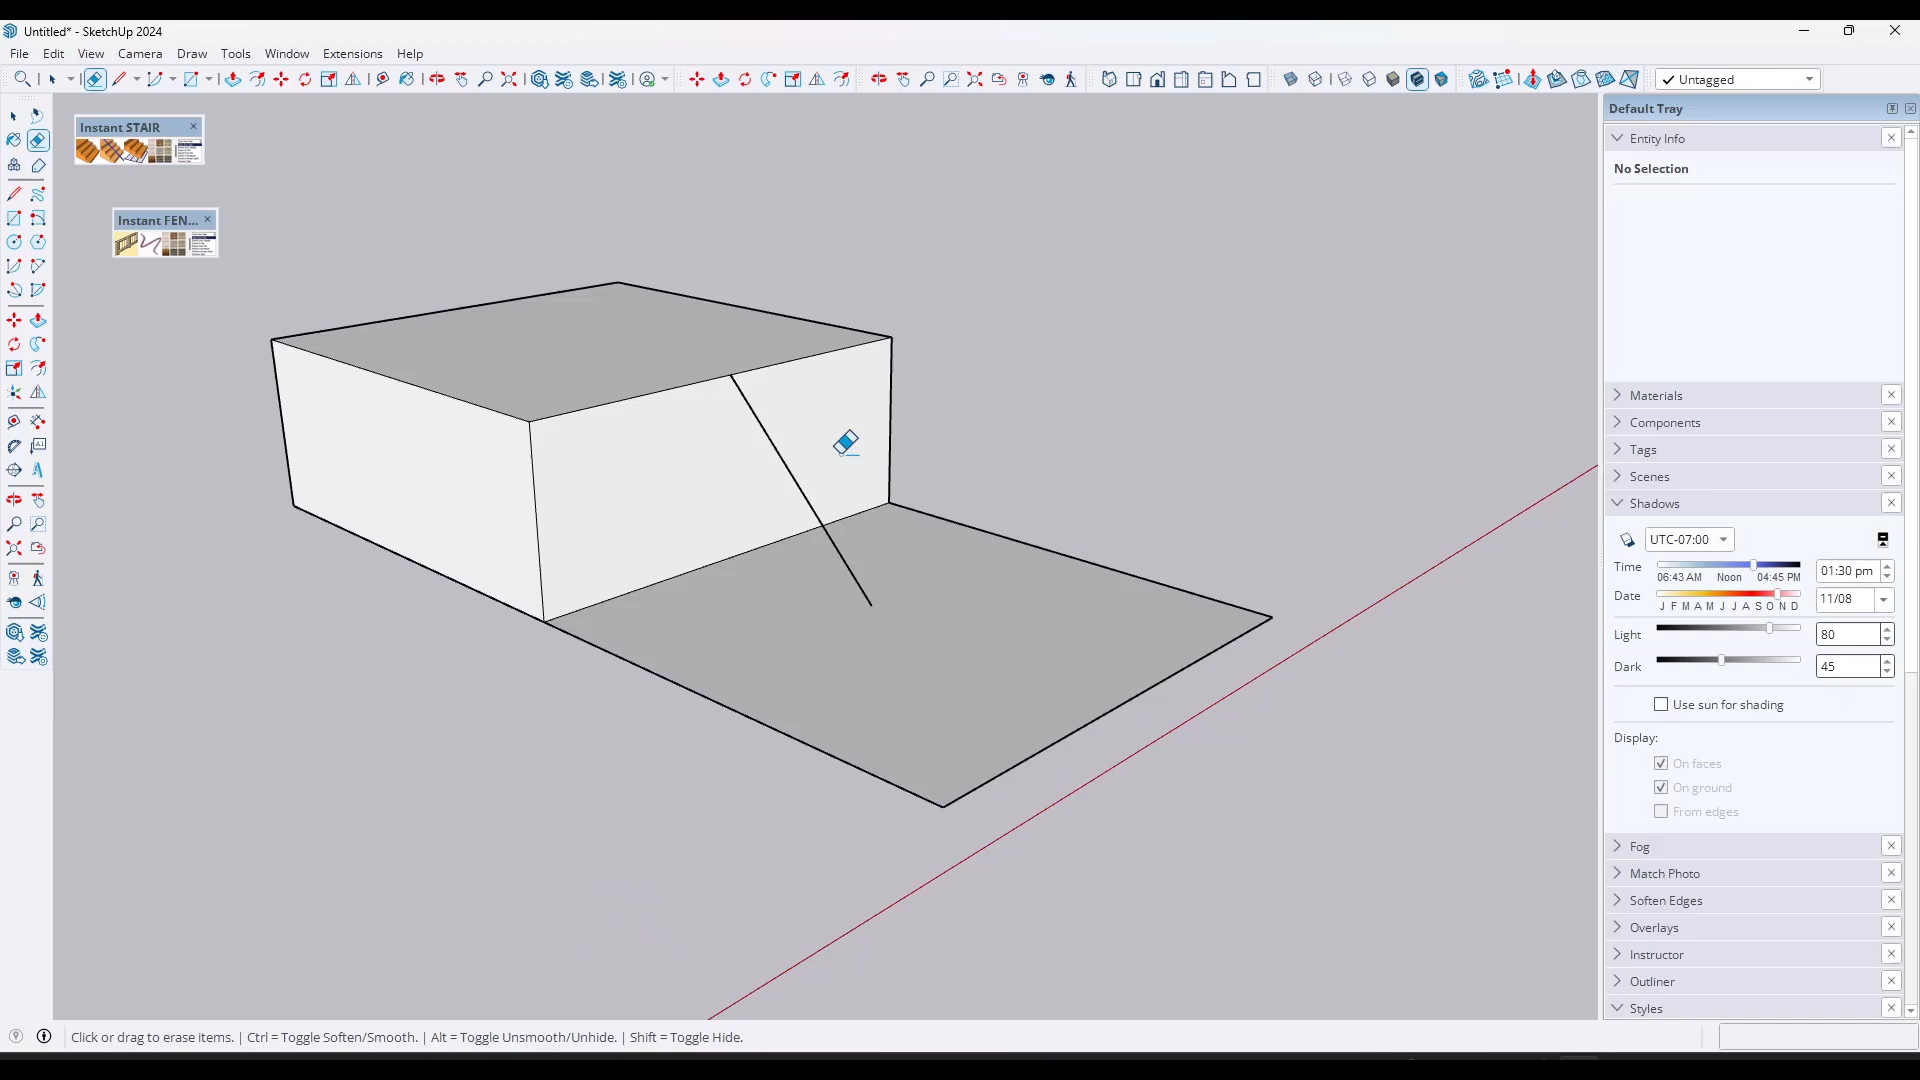 Untitled* - SketchUp 2024
File Edit View Camera Draw Tools Window Extensions Help
Untagged
Instant STAIR
Instant FEN...
Default Tray
Entity Info
No Selection
Materials
Components
Tags
Scenes
Shadows
UTC-07:00
Time
06:43 AM Noon 04:45 PM
01:30 pm
Date
J F M A M J J A S O N D
11/08
Light
80
Dark
45
Use sun for shading
Display:
On faces
On ground
From edges
Fog
Match Photo
Soften Edges
Overlays
Instructor
Outliner
Styles
Click or drag to erase items. | Ctrl = Toggle Soften/Smooth. | Alt = Toggle Unsmooth/Unhide. | Shift = Toggle Hide.